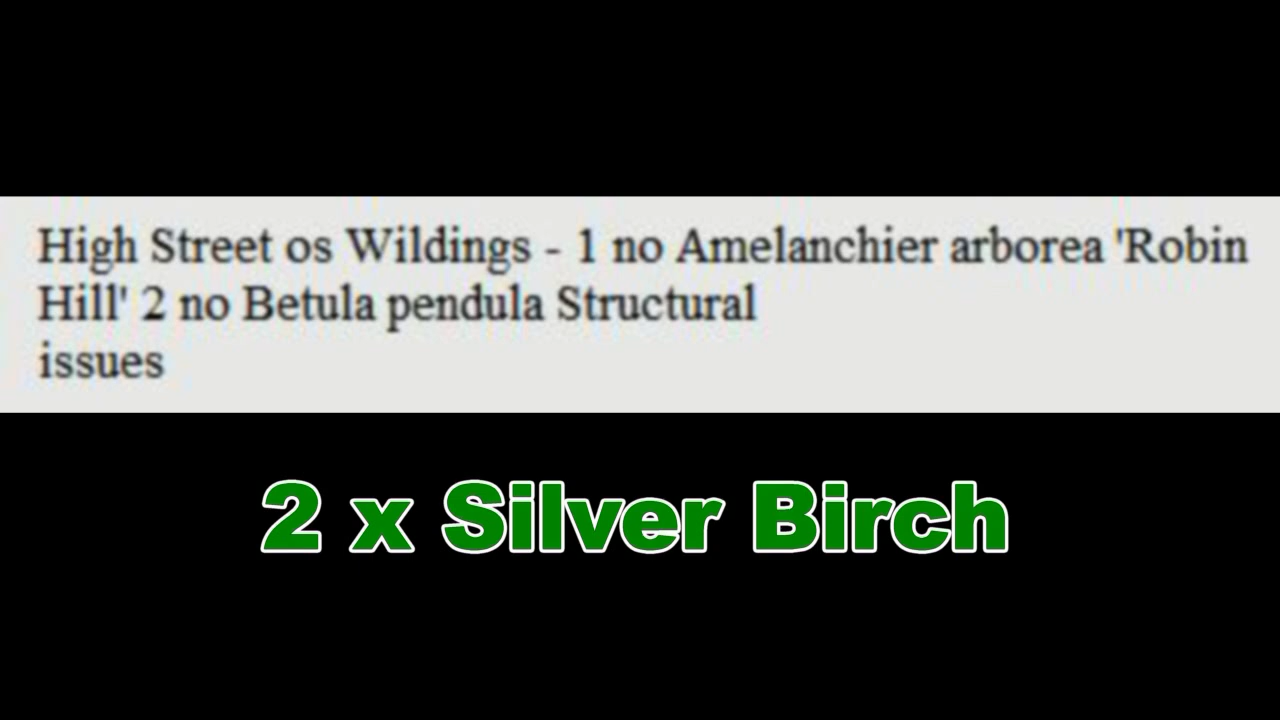 High Street os Wildings - 1 no Amelanchier arborea 'Robin
Hill' 2 no Betula pendula Structural
issues
2 x Silver Birch